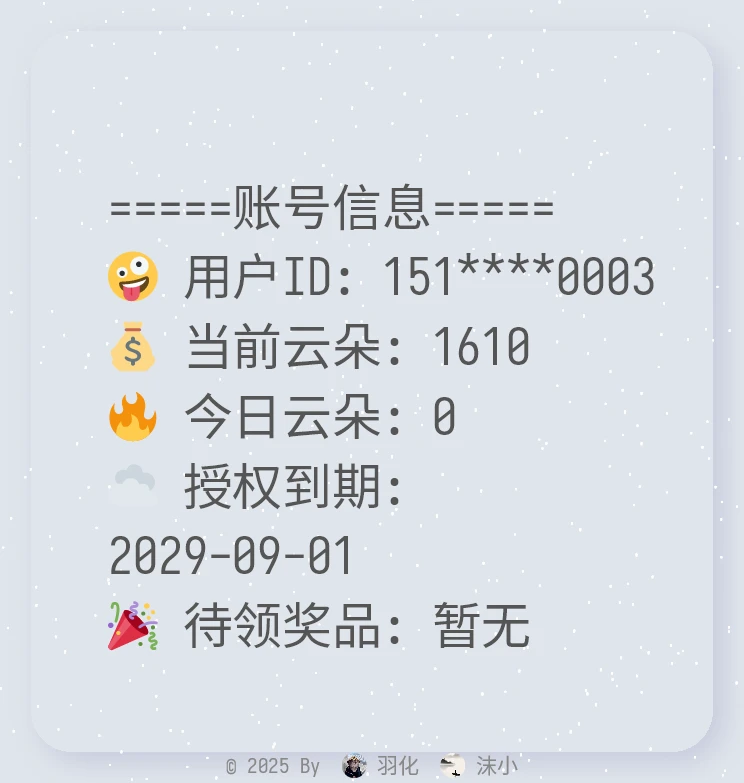 =====账号信息=====
🤪 用户ID: 151****0003
💰 当前云朵: 1610
🔥 今日云朵: 0
☁ 授权到期:
2029-09-01
🎉 待领奖品: 暂无
© 2025 By 羽化 沫小